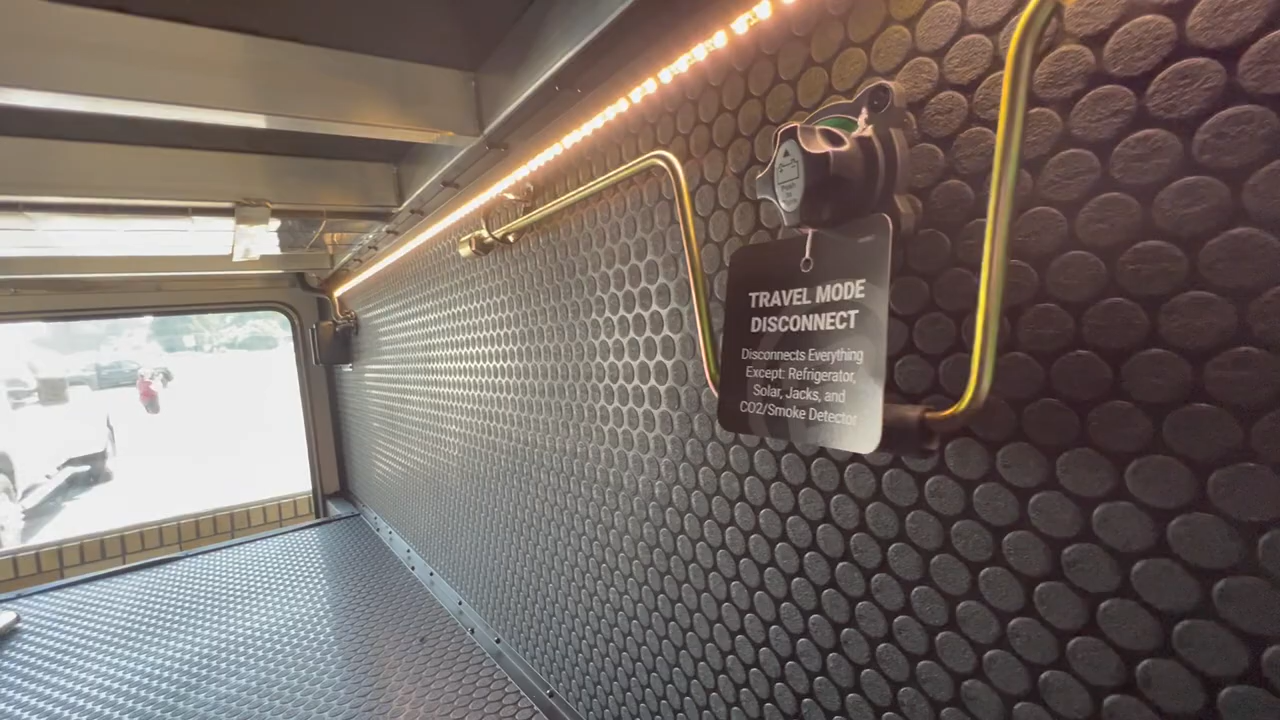 TRAVEL MODE
DISCONNECT
Disconnects Everything
Except: Refrigerator,
Solar, Jacks, and
CO2/Smoke Detector